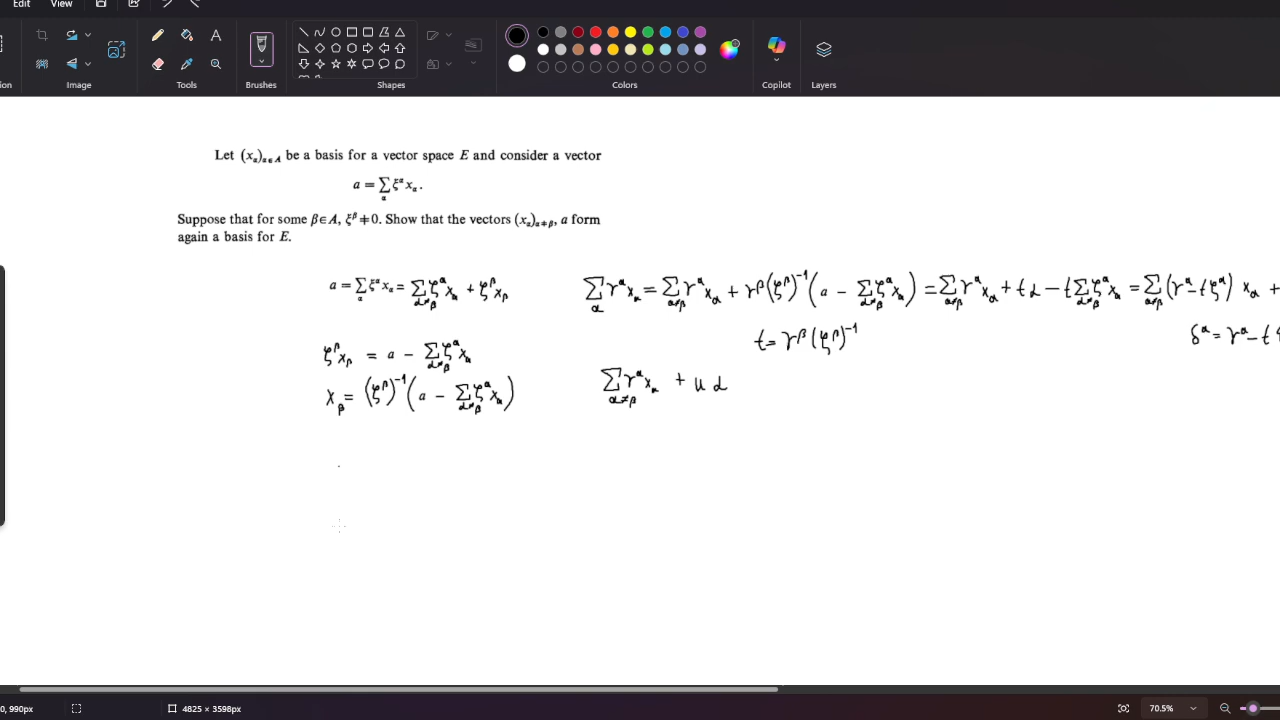 Edit View
ion Image Tools Brushes Shapes Colors Copilot Layers
Let (x_α)_{α∈A} be a basis for a vector space E and consider a vector
a = ∑_α ξ^α x_α.
Suppose that for some β∈A, ξ^β ≠ 0. Show that the vectors (x_α)_{α≠β}, a form
again a basis for E.
a = ∑_α ξ^α x_α = ∑_{α≠β} ξ^α x_α + ξ^β x_β
∑_α γ^α x_α = ∑_{α≠β} γ^α x_α + γ^β (ξ^β)^{-1} (a - ∑_{α≠β} ξ^α x_α) = ∑_{α≠β} γ^α x_α + t a - t ∑_{α≠β} ξ^α x_α = ∑_{α≠β} (γ^α - t ξ^α) x_α +
t = γ^β (ξ^β)^{-1}
δ^α = γ^α - t
ξ^β x_β = a - ∑_{α≠β} ξ^α x_α
x_β = (ξ^β)^{-1} (a - ∑_{α≠β} ξ^α x_α)
∑_{α≠β} γ^α x_α + u a
0, 990px 4825 × 3598px 70.5%